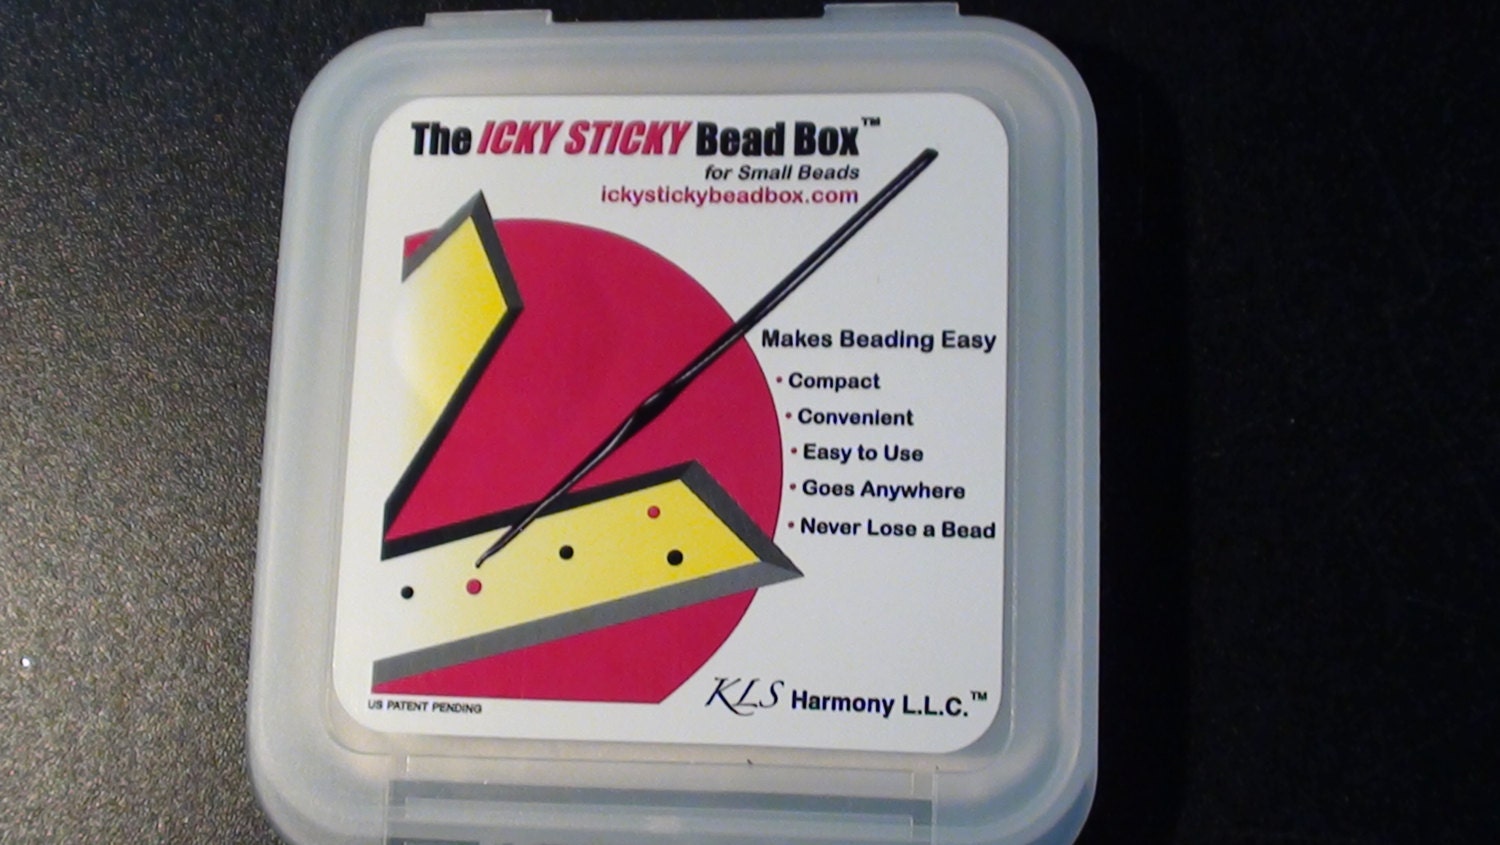 The ICKY STICKY Bead Box™
for Small Beads
ickystickybeadbox.com
Makes Beading Easy
• Compact
• Convenient
• Easy to Use
• Goes Anywhere
• Never Lose a Bead
US PATENT PENDING
KLS Harmony L.L.C.™